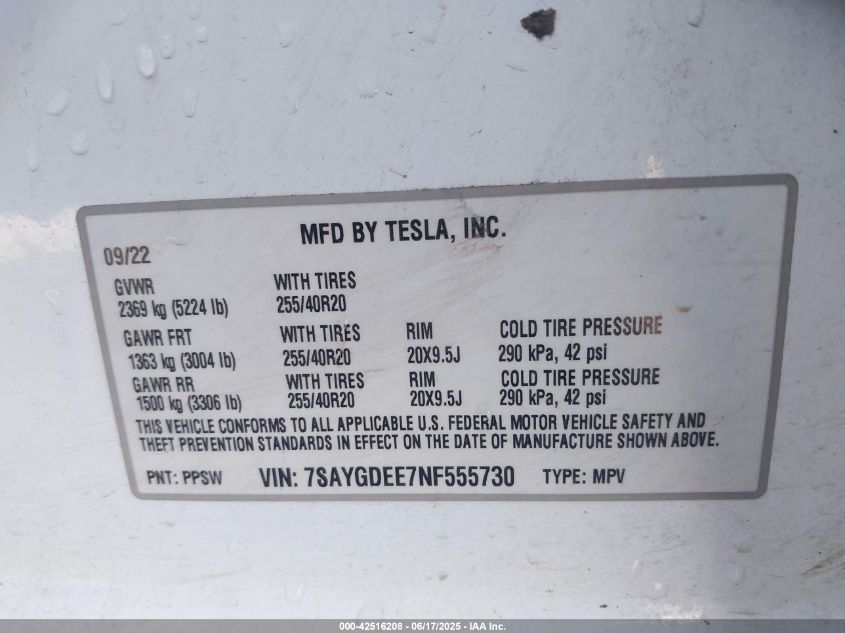 MFD BY TESLA, INC.
09/22
GVWR WITH TIRES
2369 kg (5224 lb) 255/40R20
GAWR FRT WITH TIRES RIM COLD TIRE PRESSURE
1363 kg (3004 lb) 255/40R20 20X9.5J 290 kPa, 42 psi
GAWR RR WITH TIRES RIM COLD TIRE PRESSURE
1500 kg (3306 lb) 255/40R20 20X9.5J 290 kPa, 42 psi
THIS VEHICLE CONFORMS TO ALL APPLICABLE U.S. FEDERAL MOTOR VEHICLE SAFETY AND
THEFT PREVENTION STANDARDS IN EFFECT ON THE DATE OF MANUFACTURE SHOWN ABOVE.
PNT: PPSW VIN: 7SAYGDEE7NF555730 TYPE: MPV
000-42516208 - 06/17/2025 - IAA Inc.